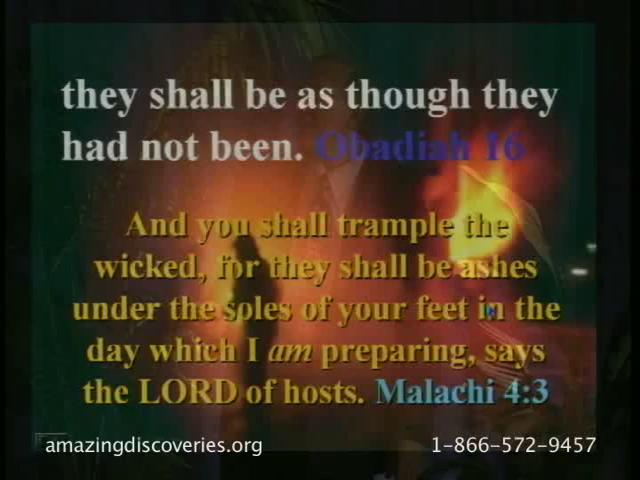 they shall be as though they
had not been. Obadiah 16
And you shall trample the
wicked, for they shall be ashes
under the soles of your feet in the
day which I am preparing, says
the LORD of hosts. Malachi 4:3
amazingdiscoveries.org 1-866-572-9457